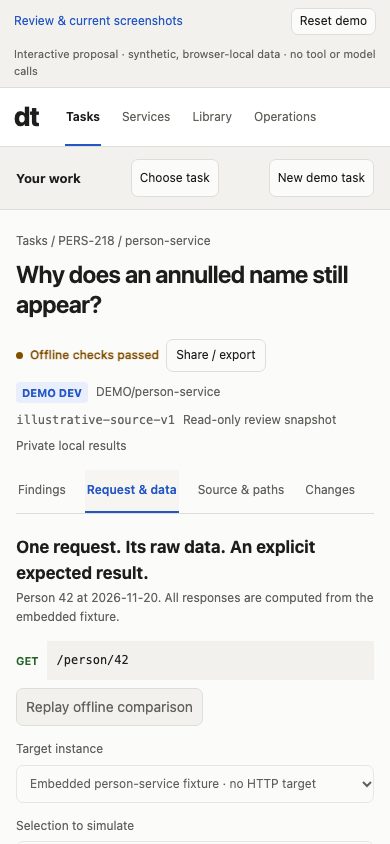 Review & current screenshots
Reset demo
Interactive proposal · synthetic, browser-local data · no tool or model
calls
dt
Tasks
Services
Library
Operations
Your work
Choose task
New demo task
Tasks / PERS-218 / person-service
Why does an annulled name still
appear?
Offline checks passed
Share / export
DEMO DEV
DEMO/person-service
illustrative-source-v1 Read-only review snapshot
Private local results
Findings
Request & data
Source & paths
Changes
One request. Its raw data. An explicit
expected result.
Person 42 at 2026-11-20. All responses are computed from the
embedded fixture.
GET
/person/42
Replay offline comparison
Target instance
Embedded person-service fixture · no HTTP target
Selection to simulate